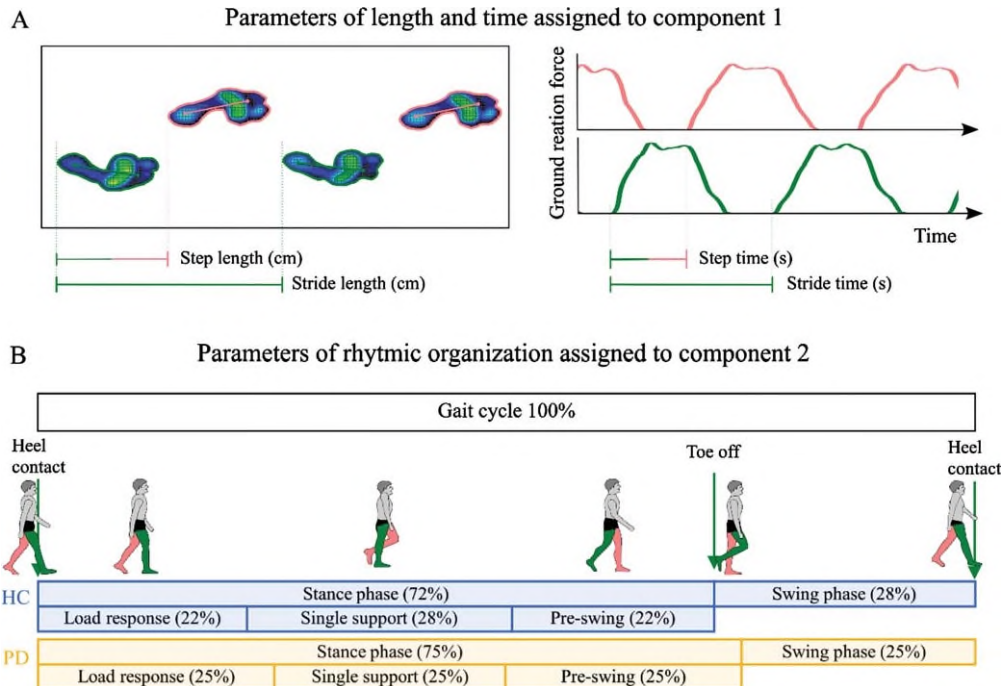 A
Parameters of length and time assigned to component 1
Step length (cm)
Stride length (cm)
Ground reation force
Time
Step time (s)
Stride time (s)
B
Parameters of rhytmic organization assigned to component 2
Gait cycle 100%
Heel
contact
Toe off
Heel
contact
HC
Stance phase (72%)
Swing phase (28%)
Load response (22%)
Single support (28%)
Pre-swing (22%)
PD
Stance phase (75%)
Swing phase (25%)
Load response (25%)
Single support (25%)
Pre-swing (25%)